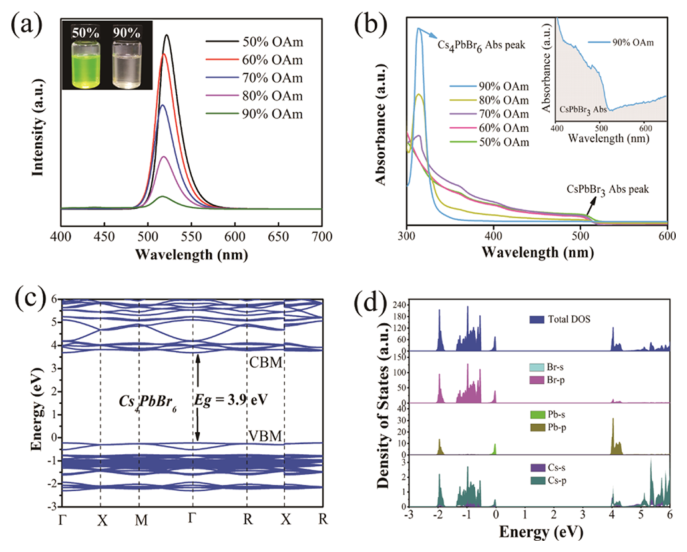 (a)
50% 90%
50% OAm
60% OAm
70% OAm
80% OAm
90% OAm
Intensity (a.u.)
400 450 500 550 600 650 700
Wavelength (nm)
(b)
Cs4PbBr6 Abs peak
90% OAm
80% OAm
70% OAm
60% OAm
50% OAm
CsPbBr3 Abs peak
Absorbance (a.u.)
300 400 500 600
Wavelength (nm)
90% OAm
CsPbBr3 Abs
Absorbance (a.u.)
400 500 600
Wavelength (nm)
(c)
6
5
4
3
2
1
0
-1
-2
-3
Energy (eV)
CBM
Cs4PbBr6 Eg = 3.9 eV
VBM
Γ X M Γ R X R
(d)
Density of States (a.u.)
240
180
120
60
0
Total DOS
100
50
0
Br-s
Br-p
40
30
20
10
0
Pb-s
Pb-p
3
2
1
0
Cs-s
Cs-p
-3 -2 -1 0 1 2 3 4 5 6
Energy (eV)